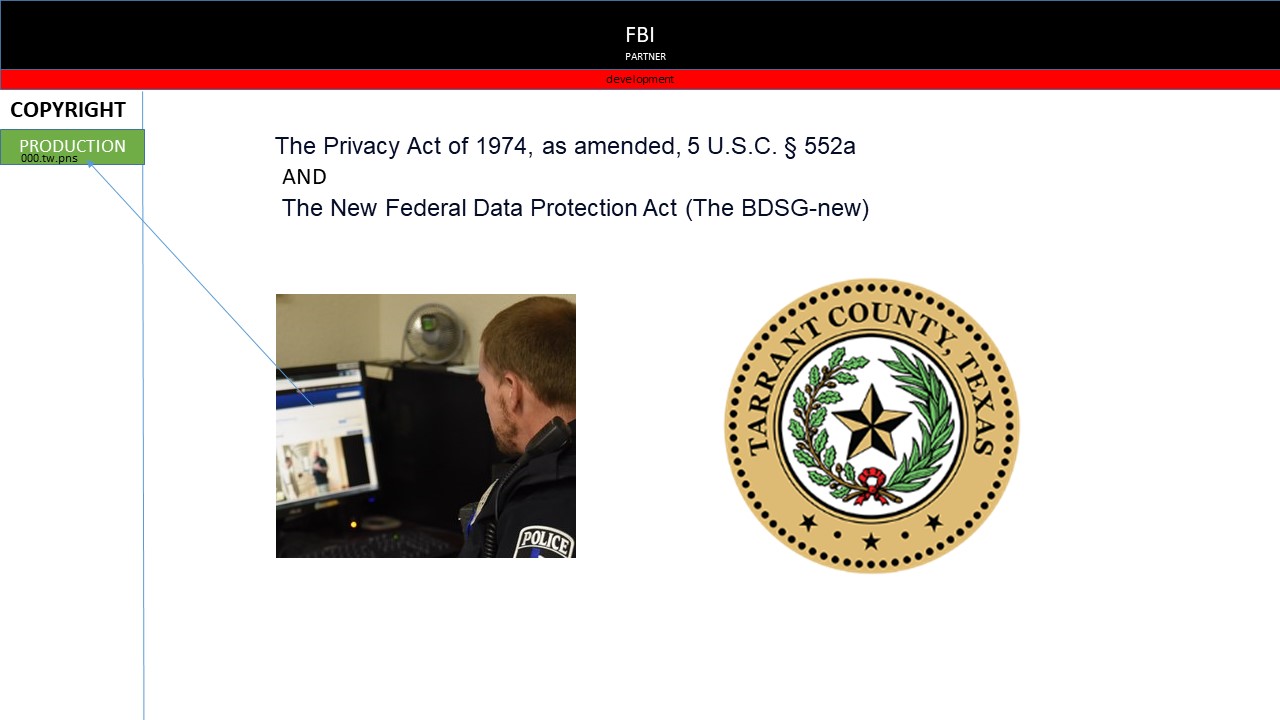 FBI
PARTNER
development
COPYRIGHT
PRODUCTION
000.tw.pns
The Privacy Act of 1974, as amended, 5 U.S.C. § 552a
AND
The New Federal Data Protection Act (The BDSG-new)
TARRANT COUNTY, TEXAS
POLICE